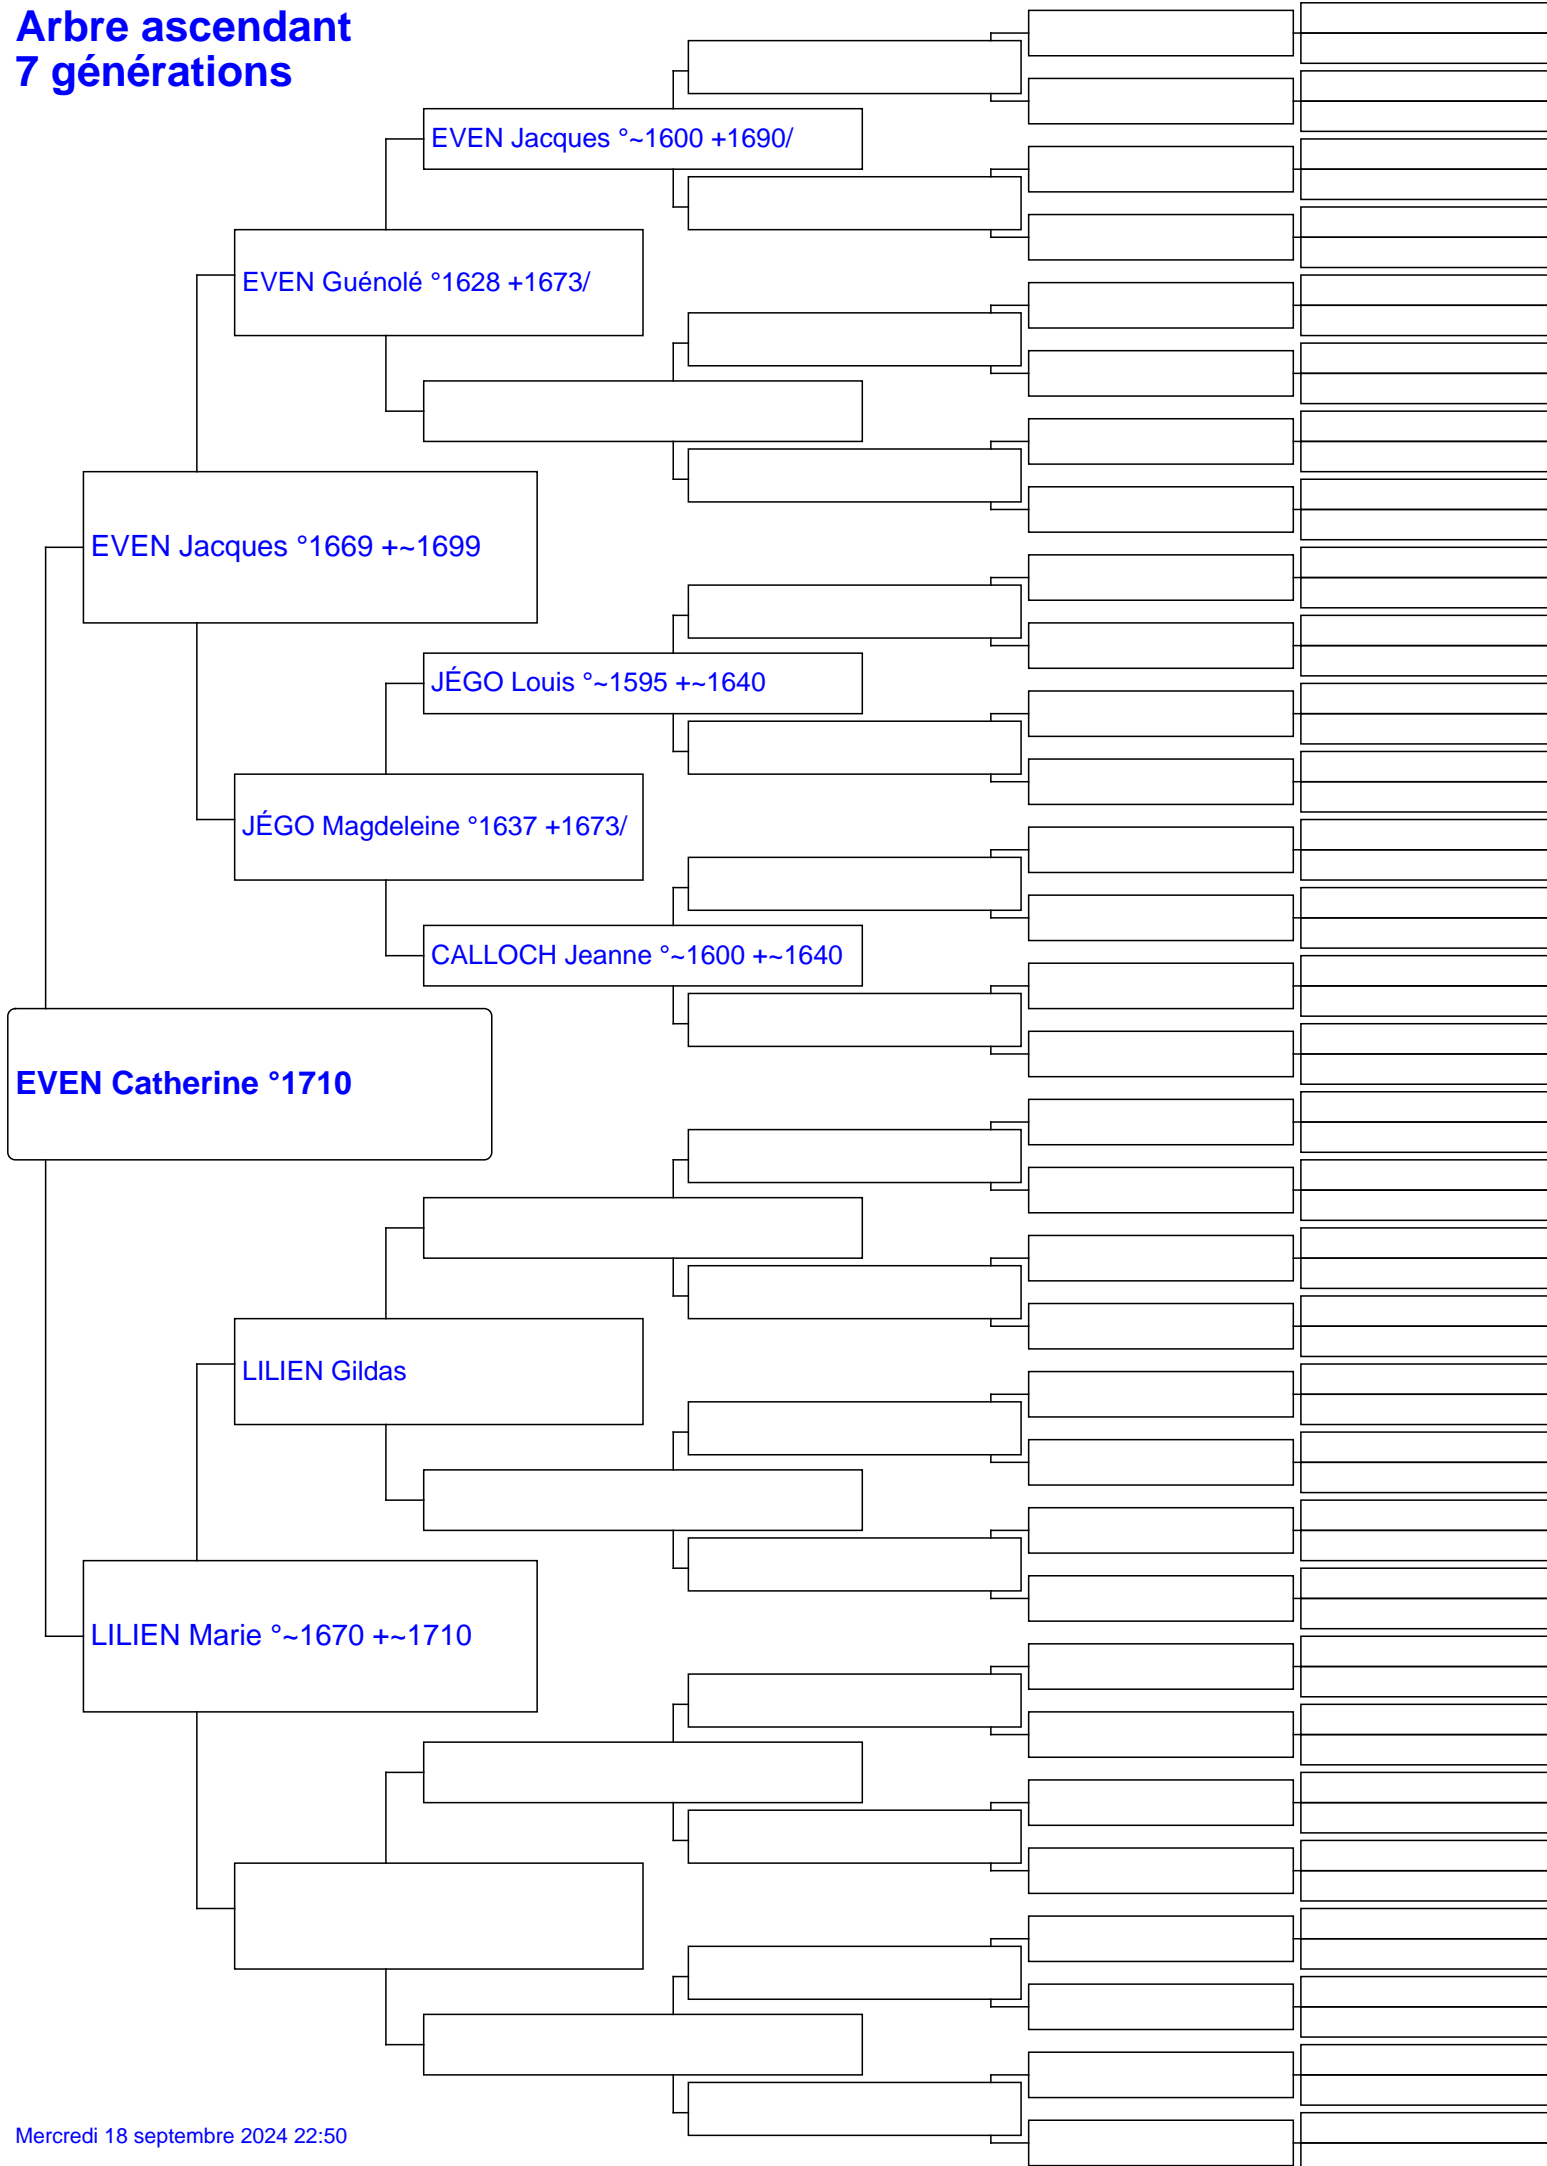 Arbre ascendant
7 générations
EVEN Jacques °~1600 +1690/
EVEN Guénolé °1628 +1673/
EVEN Jacques °1669 +~1699
JÉGO Louis °~1595 +~1640
JÉGO Magdeleine °1637 +1673/
CALLOCH Jeanne °~1600 +~1640
EVEN Catherine °1710
LILIEN Gildas
LILIEN Marie °~1670 +~1710
Mercredi 18 septembre 2024 22:50